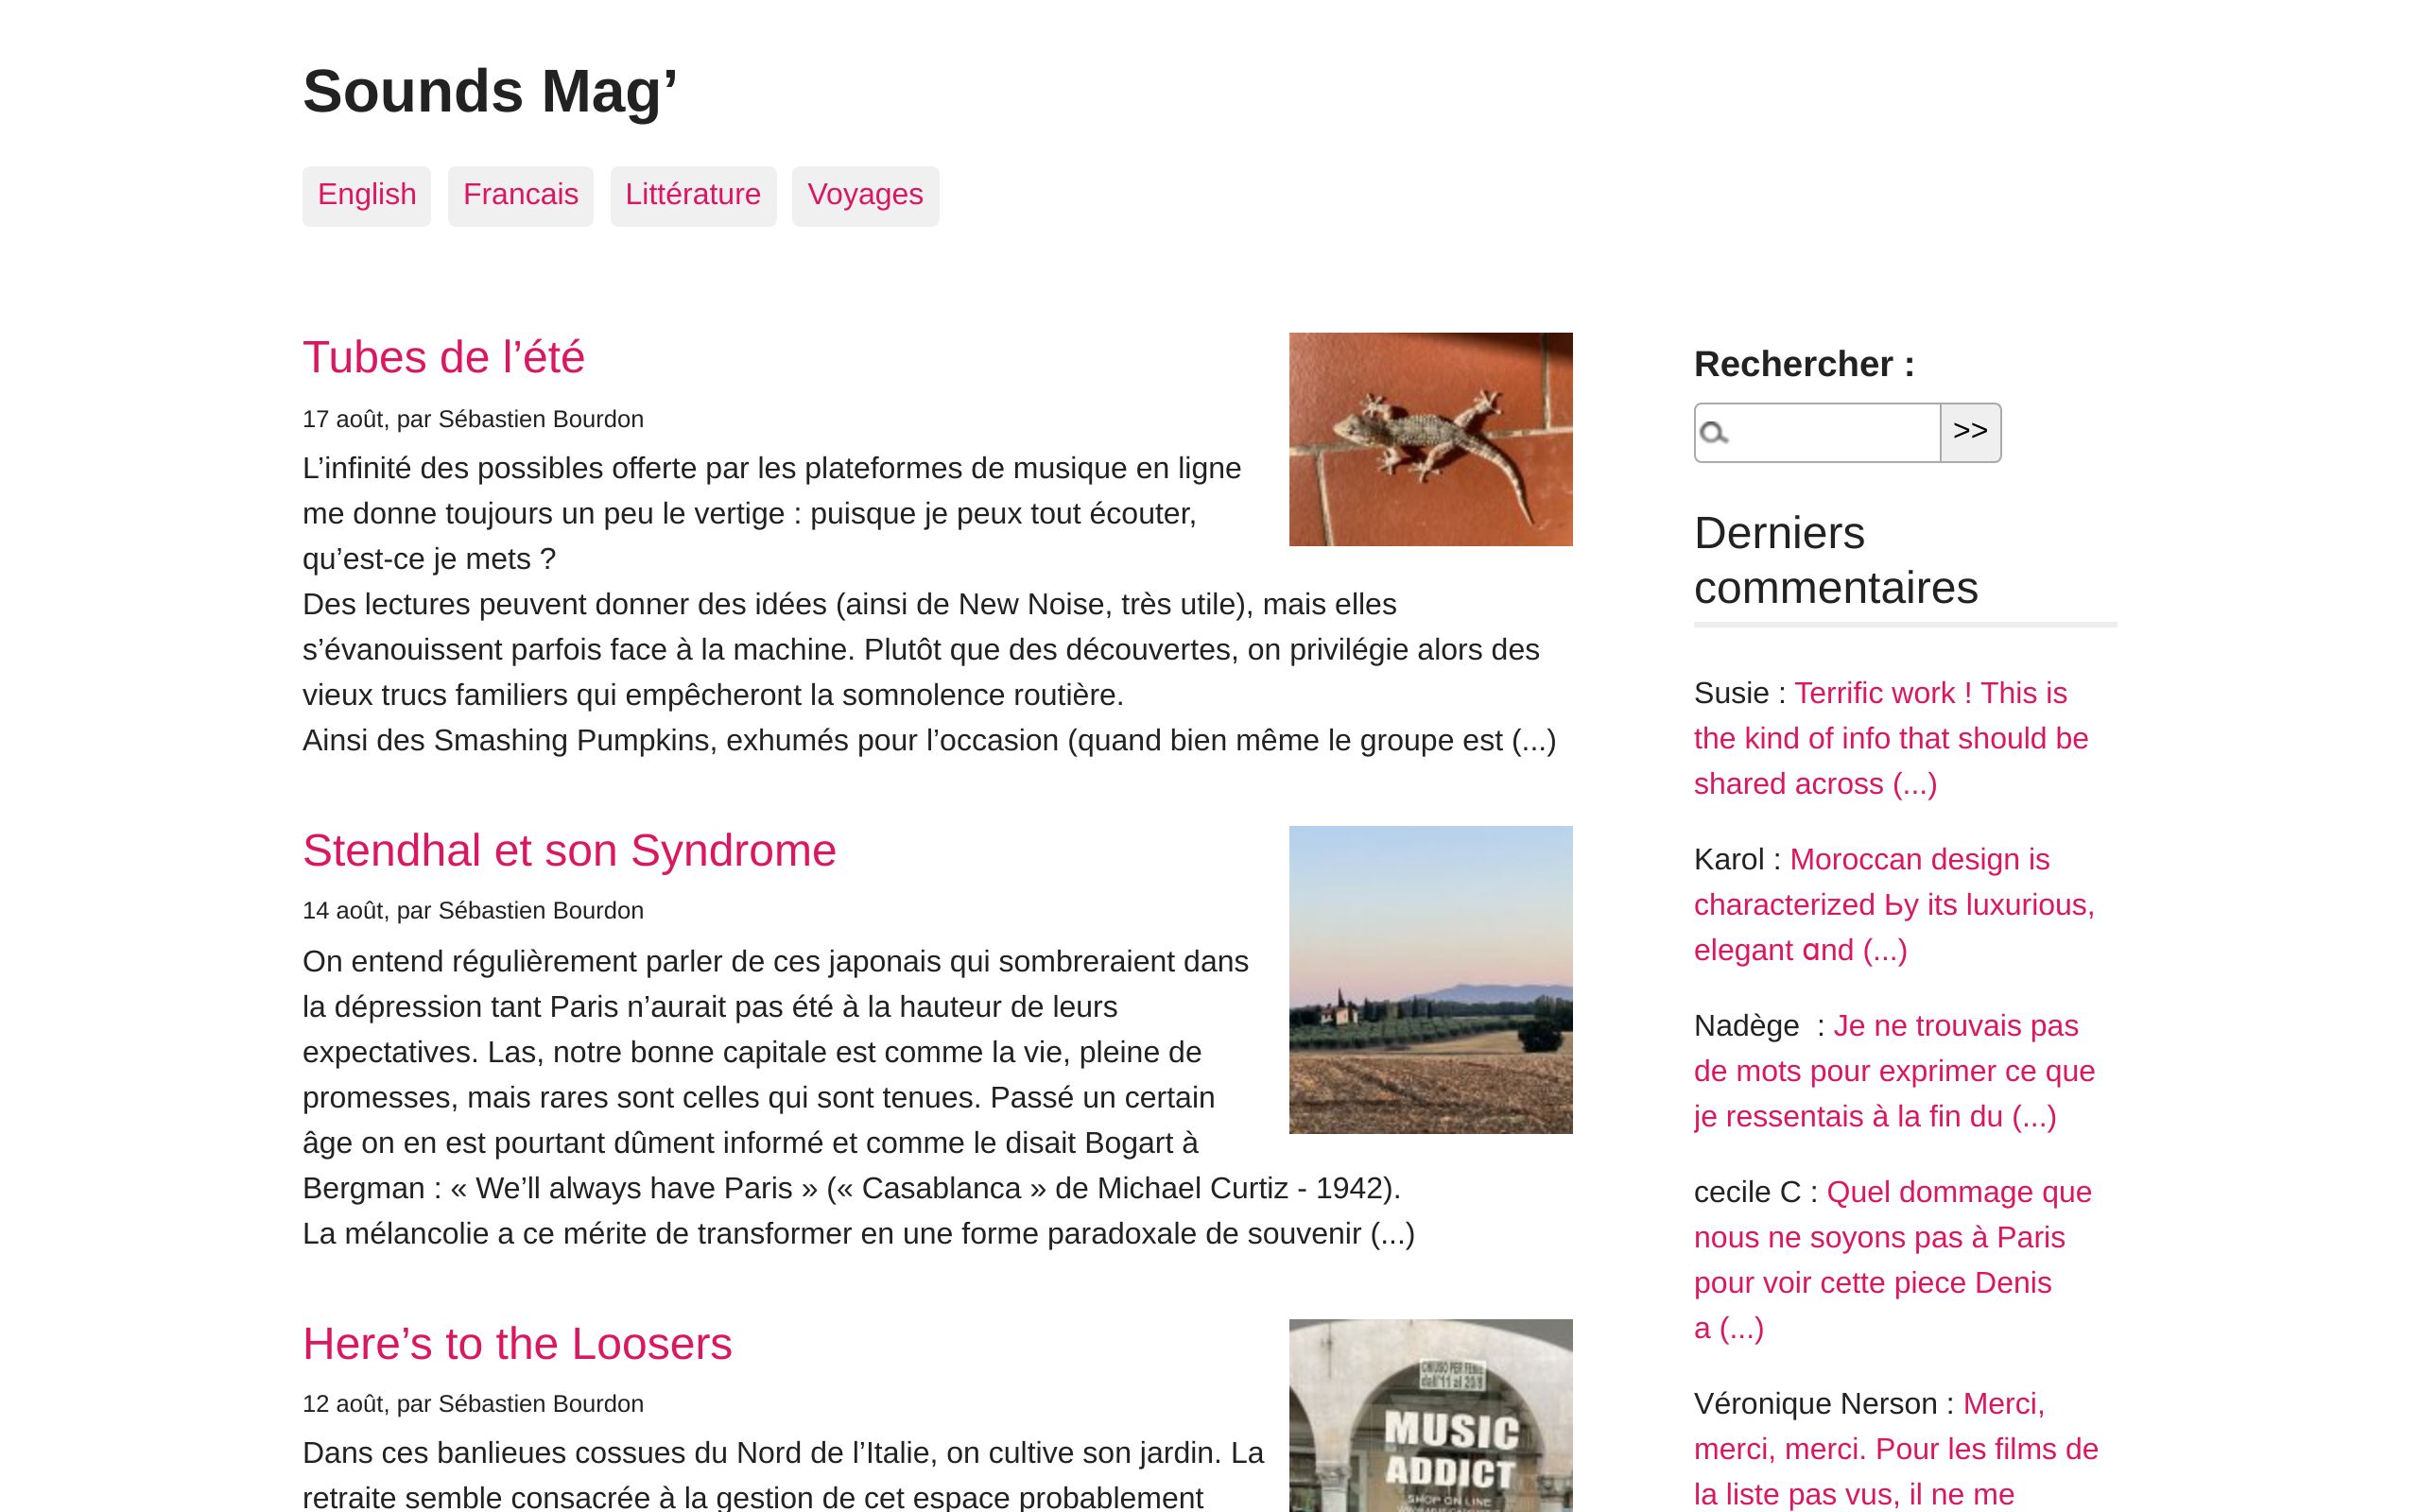 Sounds Mag’
English Francais Littérature Voyages
Tubes de l’été
17 août, par Sébastien Bourdon
L’infinité des possibles offerte par les plateformes de musique en ligne
me donne toujours un peu le vertige : puisque je peux tout écouter,
qu’est-ce je mets ?
Des lectures peuvent donner des idées (ainsi de New Noise, très utile), mais elles
s’évanouissent parfois face à la machine. Plutôt que des découvertes, on privilégie alors des
vieux trucs familiers qui empêcheront la somnolence routière.
Ainsi des Smashing Pumpkins, exhumés pour l’occasion (quand bien même le groupe est (...)
Stendhal et son Syndrome
14 août, par Sébastien Bourdon
On entend régulièrement parler de ces japonais qui sombreraient dans
la dépression tant Paris n’aurait pas été à la hauteur de leurs
expectatives. Las, notre bonne capitale est comme la vie, pleine de
promesses, mais rares sont celles qui sont tenues. Passé un certain
âge on en est pourtant dûment informé et comme le disait Bogart à
Bergman : « We’ll always have Paris » (« Casablanca » de Michael Curtiz - 1942).
La mélancolie a ce mérite de transformer en une forme paradoxale de souvenir (...)
Here’s to the Loosers
12 août, par Sébastien Bourdon
Dans ces banlieues cossues du Nord de l’Italie, on cultive son jardin. La
retraite semble consacrée à la gestion de cet espace probablement
CHIUSO PER FERIE
dall'11 al 20/8
MUSIC
ADDICT
SHOP ON LINE
Rechercher :
>>
Derniers
commentaires
Susie : Terrific work ! This is
the kind of info that should be
shared across (...)
Karol : Moroccan design is
characterized Ьy its luxurious,
elegant ɑnd (...)
Nadège  : Je ne trouvais pas
de mots pour exprimer ce que
je ressentais à la fin du (...)
cecile C : Quel dommage que
nous ne soyons pas à Paris
pour voir cette piece Denis
a (...)
Véronique Nerson : Merci,
merci, merci. Pour les films de
la liste pas vus, il ne me